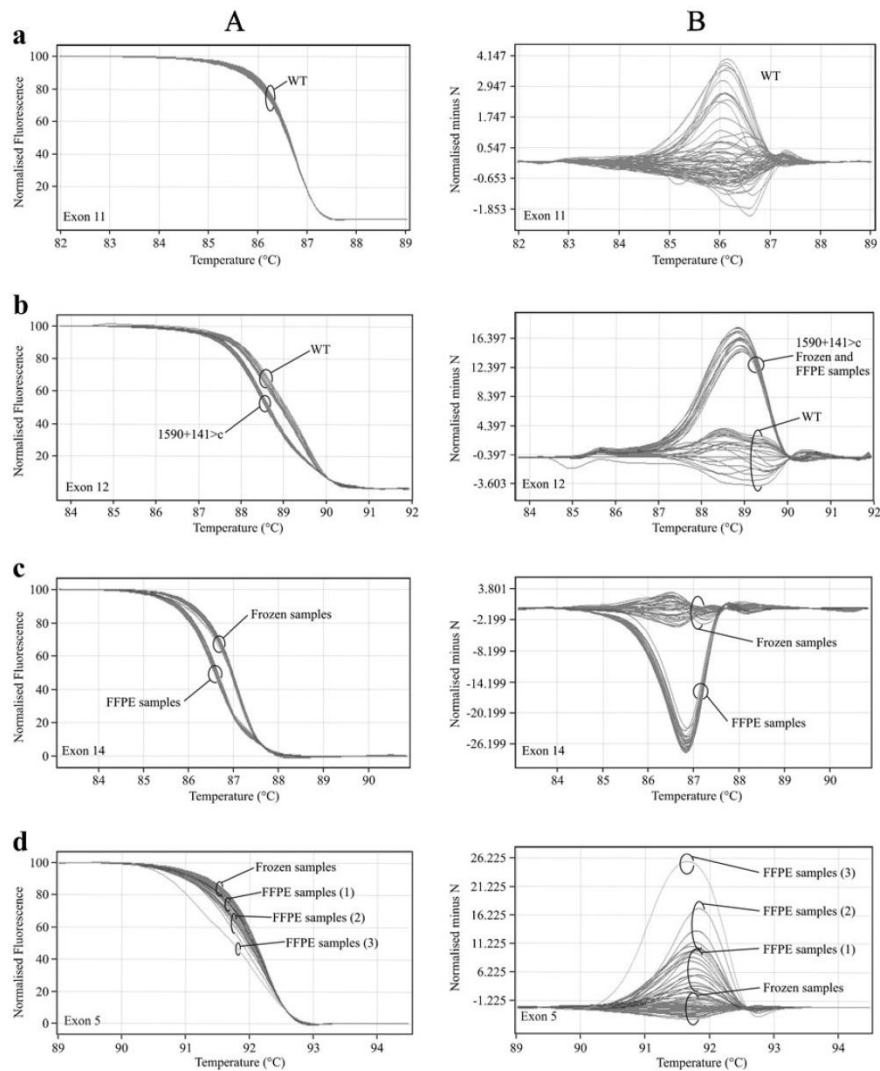 A
B
a
100
80
60
40
20
WT
Exon 11
82
83
84
85
86
87
88
89
Temperature (°C)
Normalised Fluorescence
4.147
2.947
1.747
0.547
-0.653
-1.853
WT
Exon 11
82
83
84
85
86
87
88
89
Temperature (°C)
Normalised minus N
b
100
80
60
40
20
WT
1590+141>c
Exon 12
84
85
86
87
88
89
90
91
92
Temperature (°C)
Normalised Fluorescence
16.397
12.397
8.397
4.397
-0.397
-3.603
1590+141>c
Frozen and
FFPE samples
WT
Exon 12
84
85
86
87
88
89
90
91
92
Temperature (°C)
Normalised minus N
c
100
80
60
40
20
0
Frozen samples
FFPE samples
Exon 14
84
85
86
87
88
89
90
Temperature (°C)
Normalised Fluorescence
3.801
-2.199
-8.199
-14.199
-20.199
-26.199
Frozen samples
FFPE samples
Exon 14
84
85
86
87
88
89
90
Temperature (°C)
Normalised minus N
d
100
80
60
40
20
0
Frozen samples
FFPE samples (1)
FFPE samples (2)
FFPE samples (3)
Exon 5
89
90
91
92
93
94
Temperature (°C)
Normalised Fluorescence
26.225
21.225
16.225
11.225
6.225
-1.225
FFPE samples (3)
FFPE samples (2)
FFPE samples (1)
Frozen samples
Exon 5
89
90
91
92
93
94
Temperature (°C)
Normalised minus N